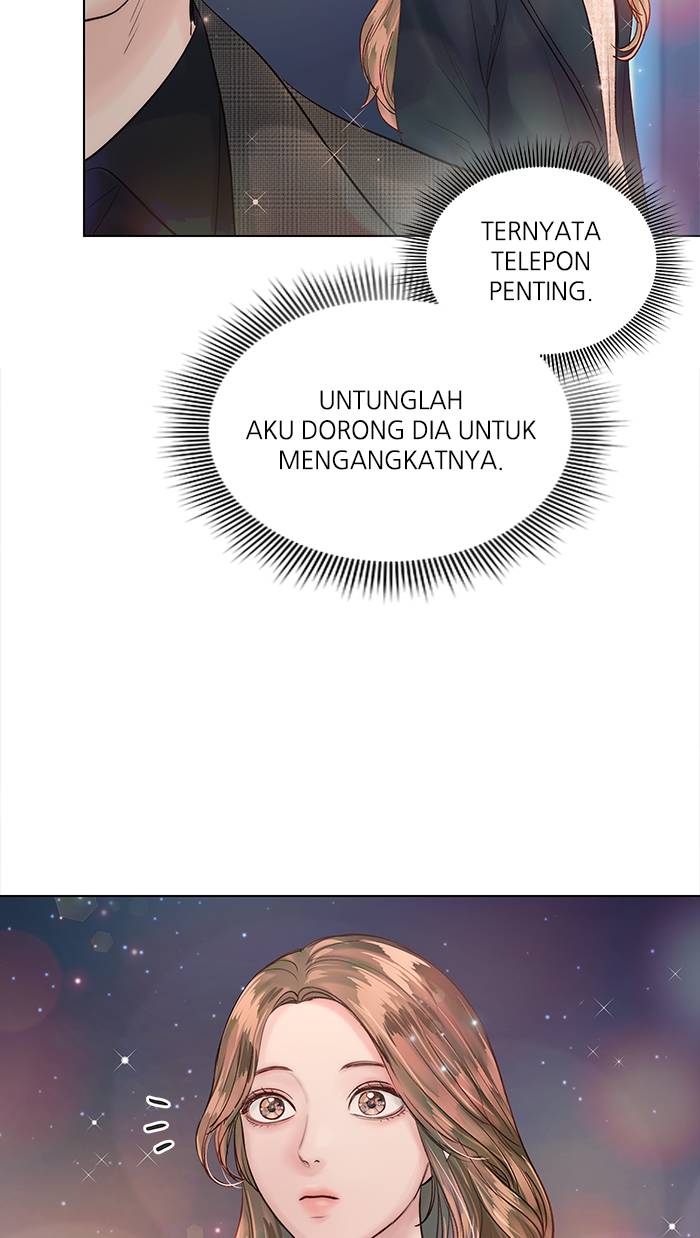 TERNYATA
TELEPON
PENTING.
UNTUNGLAH
AKU DORONG DIA UNTUK
MENGANGKATNYA.